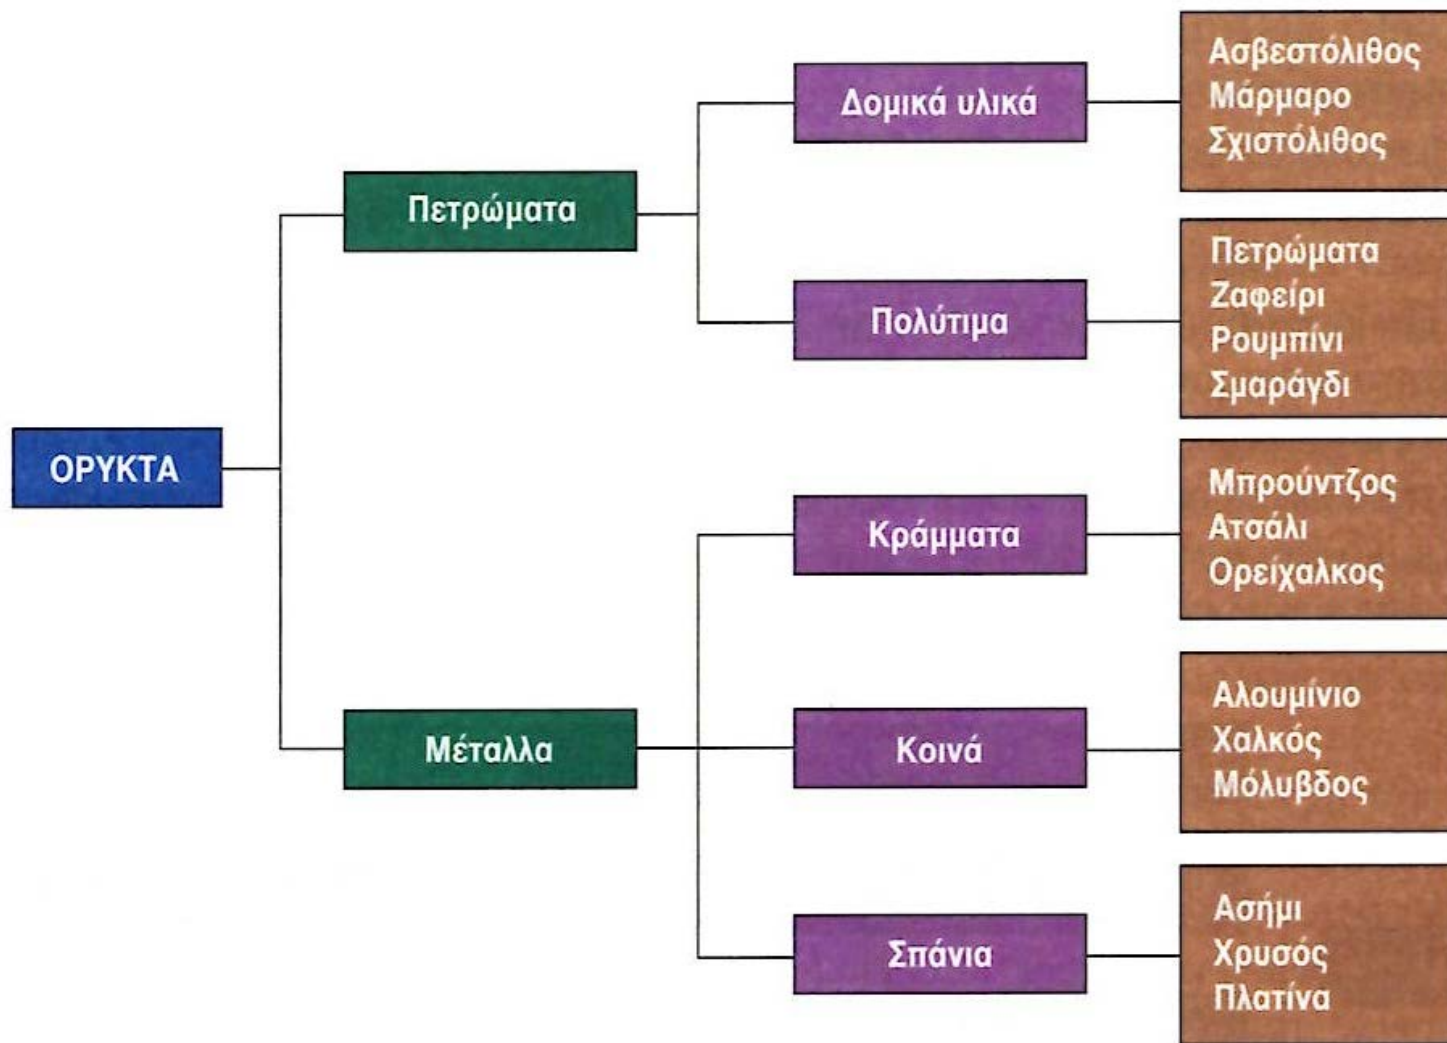 Ασβεστόλιθος
Μάρμαρο
Σχιστόλιθος
Δομικά υλικά
Πετρώματα
Πετρώματα
Ζαφείρι
Ρουμπίνι
Σμαράγδι
Πολύτιμα
ΟΡΥΚΤΑ
Μπρούντζος
Ατσάλι
Ορείχαλκος
Κράμματα
Αλουμίνιο
Χαλκός
Μόλυβδος
Μέταλλα
Κοινά
Ασήμι
Χρυσός
Πλατίνα
Σπάνια